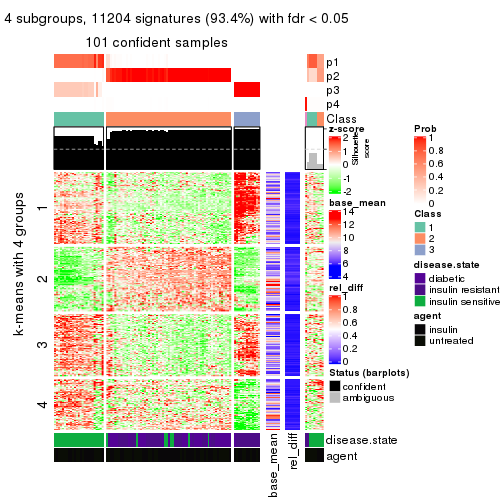 4 subgroups, 11204 signatures (93.4%) with fdr < 0.05
101 confident samples
p1
p2
p3
p4
Class
Silhouette
score
k-means with 4 groups
1
2
3
4
disease.state
agent
base_mean
rel_diff
z-score
2
1
0
-1
-2
base_mean
14
12
10
8
6
4
rel_diff
1
0.8
0.6
0.4
0.2
0
Status (barplots)
confident
ambiguous
Prob
1
0.8
0.6
0.4
0.2
0
Class
1
2
3
disease.state
diabetic
insulin resistant
insulin sensitive
agent
insulin
untreated